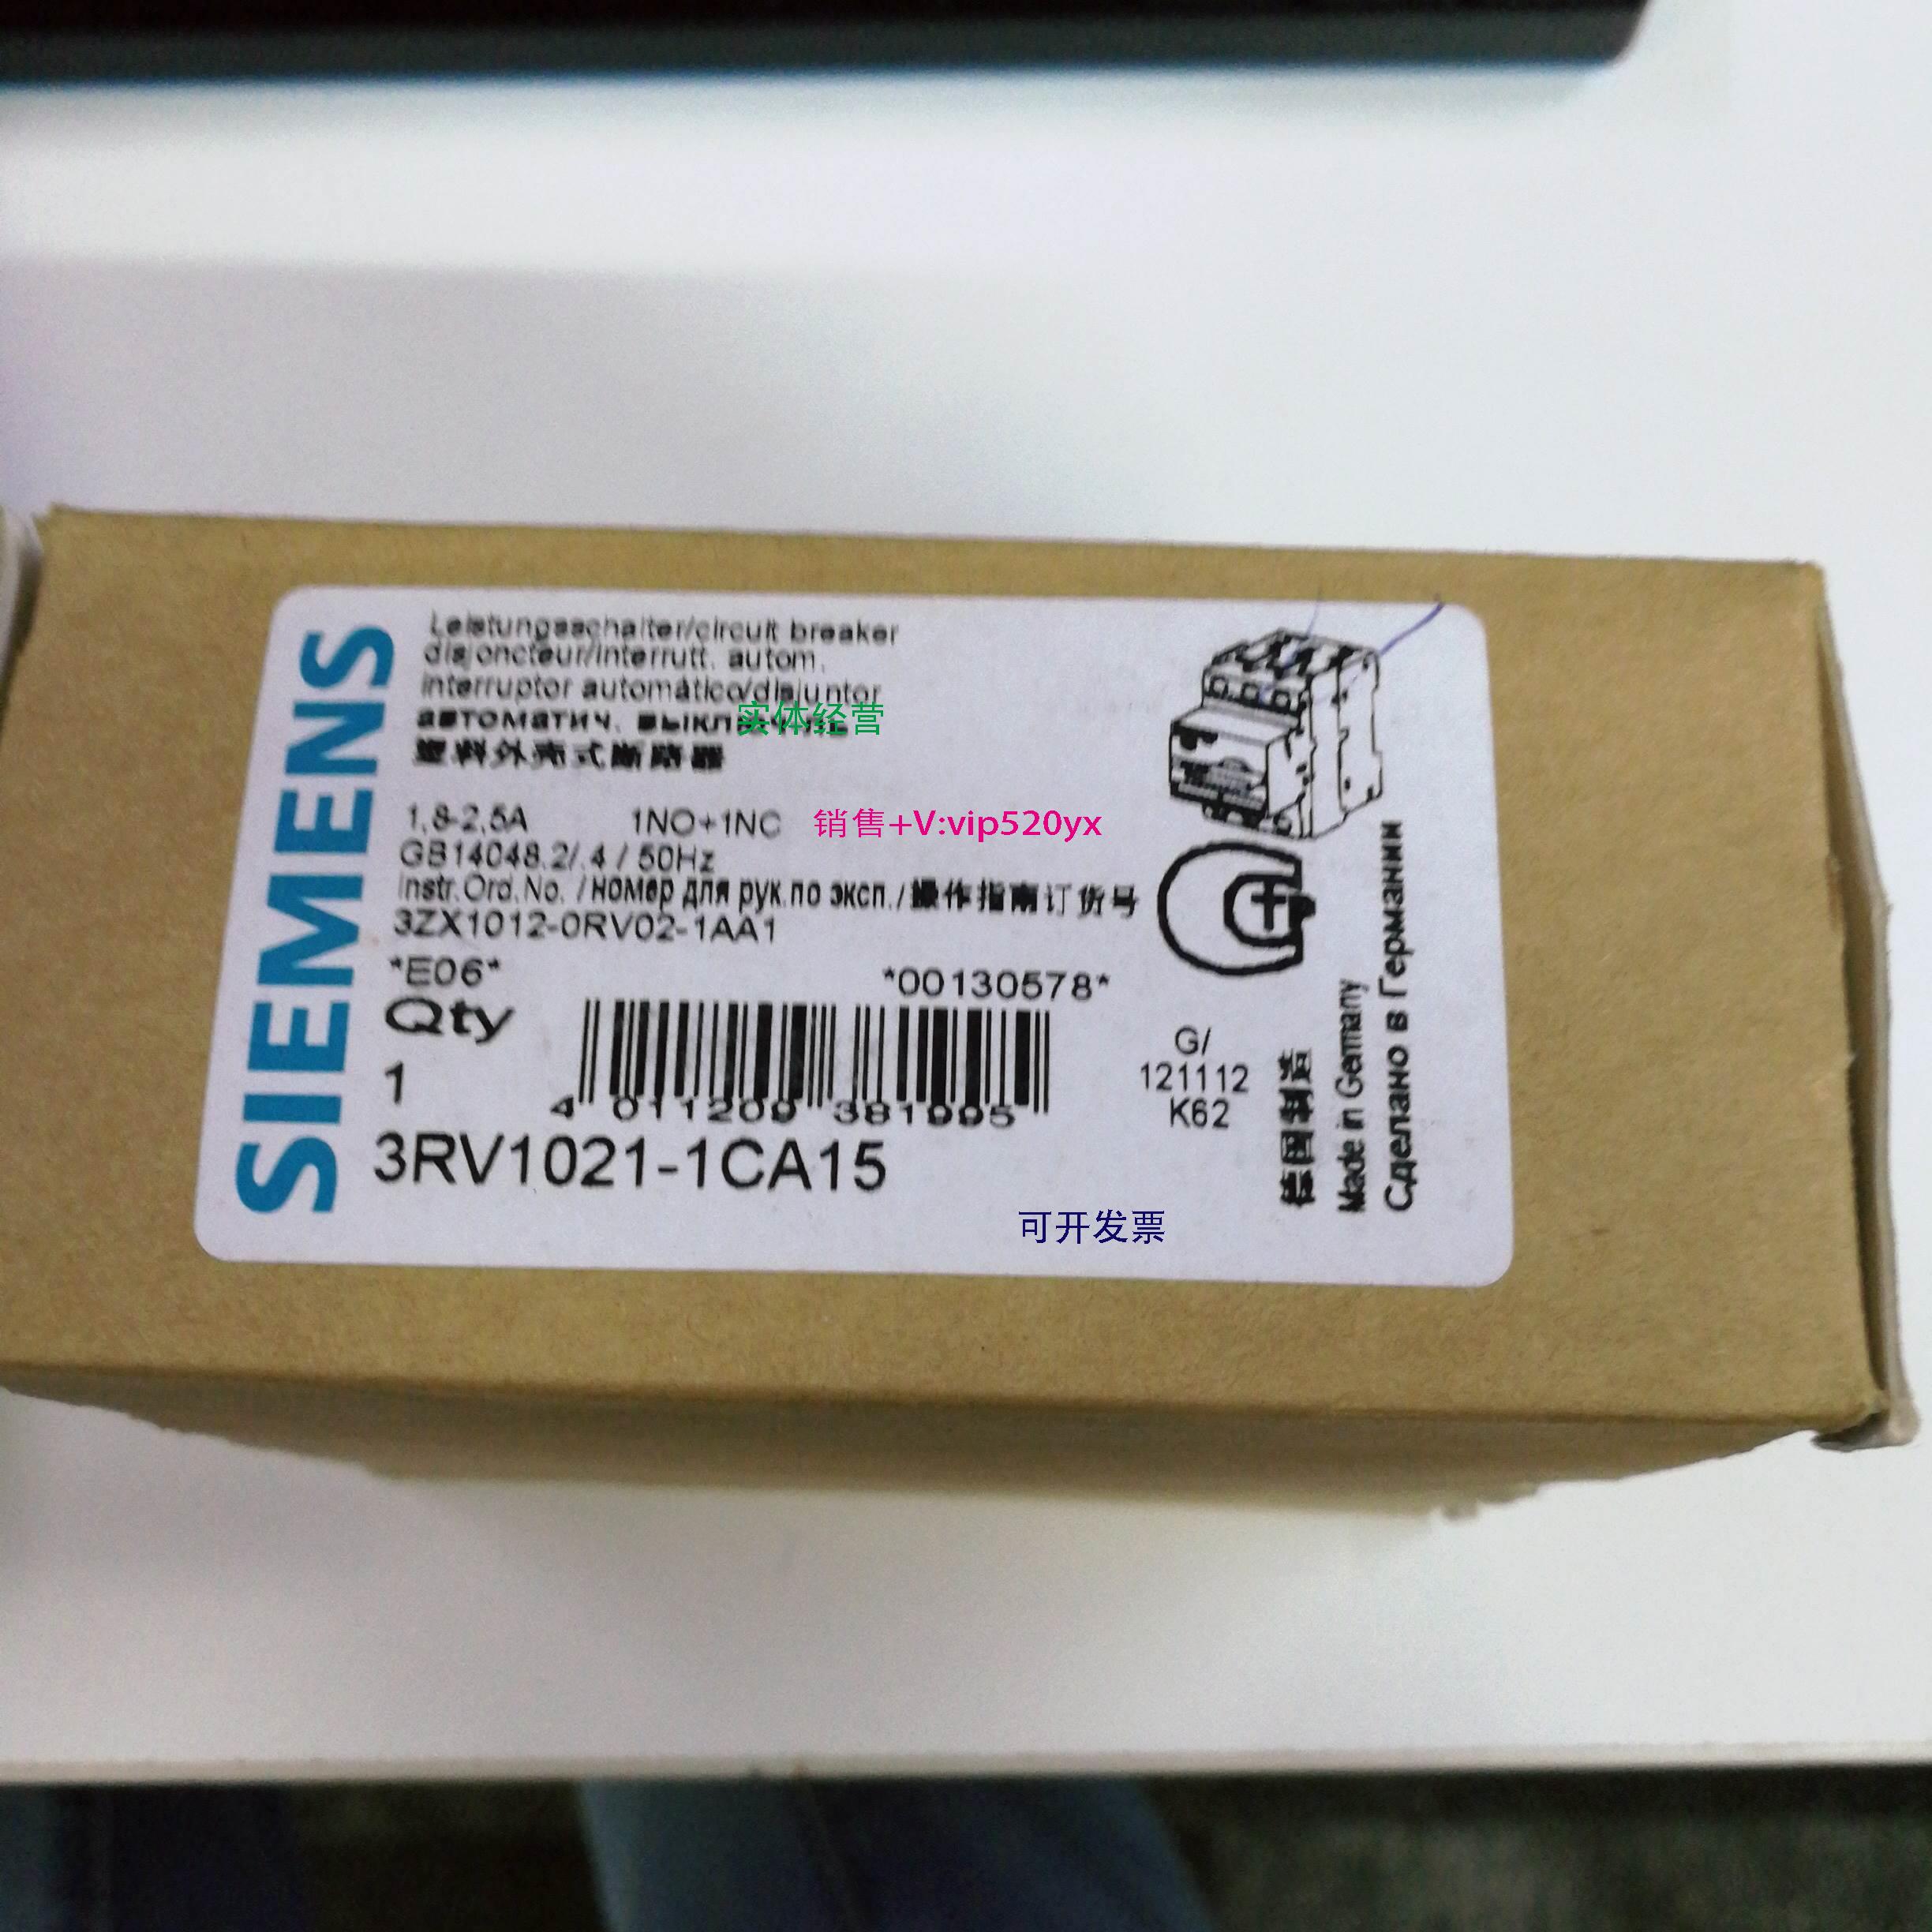 SIEMENS
Leistungsschalter/circuit breaker
disjoncteur/interrutt. autom.
interruptor automático/disjuntor
автоматич. выкл
实体经营
塑料外壳式断路器
1,8-2,5A 1NO+1NC
销售+V:vip520yx
GB14048.2/.4 / 50Hz
Instr.Ord.No. /номер для рук.по эксп./操作指南订货号
3ZX1012-0RV02-1AA1
*E06* *00130578*
Qty
1
4 011209 381995
G/
121112
K62
3RV1021-1CA15
可开发票
德国制造
Made in Germany
Сделано в Германии